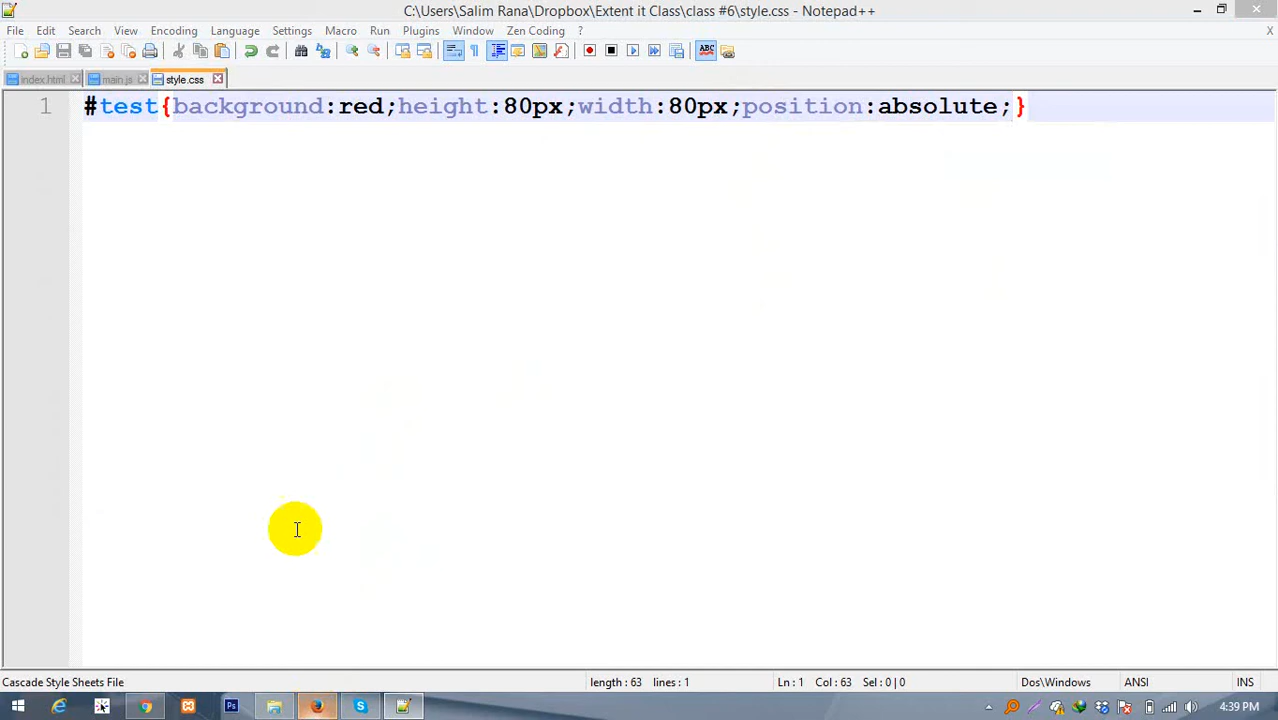 C:\Users\Salim Rana\Dropbox\Extent it Class\class #6\style.css - Notepad++
File Edit Search View Encoding Language Settings Macro Run Plugins Window Zen Coding ? X
ABC
index.html main.js style.css
1 #test{background:red;height:80px;width:80px;position:absolute;}
Cascade Style Sheets File length : 63 lines : 1 Ln : 1 Col : 63 Sel : 0 | 0 Dos\Windows ANSI INS
Ps 4:39 PM